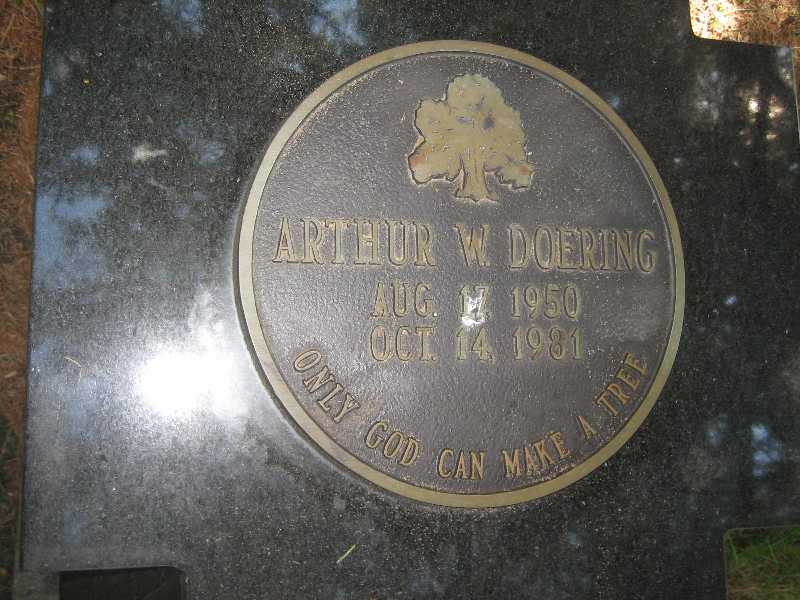 ARTHUR W. DOERING
AUG. 17, 1950
OCT. 14, 1981
ONLY GOD CAN MAKE A TREE